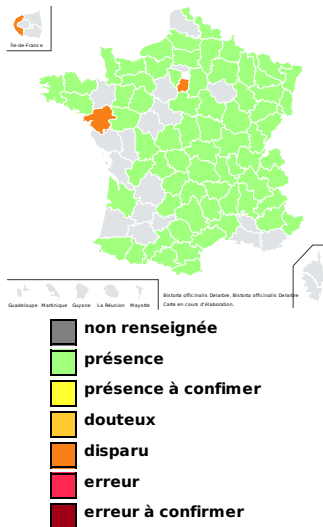 Île-de-France
Guadeloupe Martinique Guyane La Réunion Mayotte
Bistorta officinalis Delarbre, Bistorta officinalis Delarbre
Carte en cours d'élaboration.
non renseignée
présence
présence à confimer
douteux
disparu
erreur
erreur à confirmer